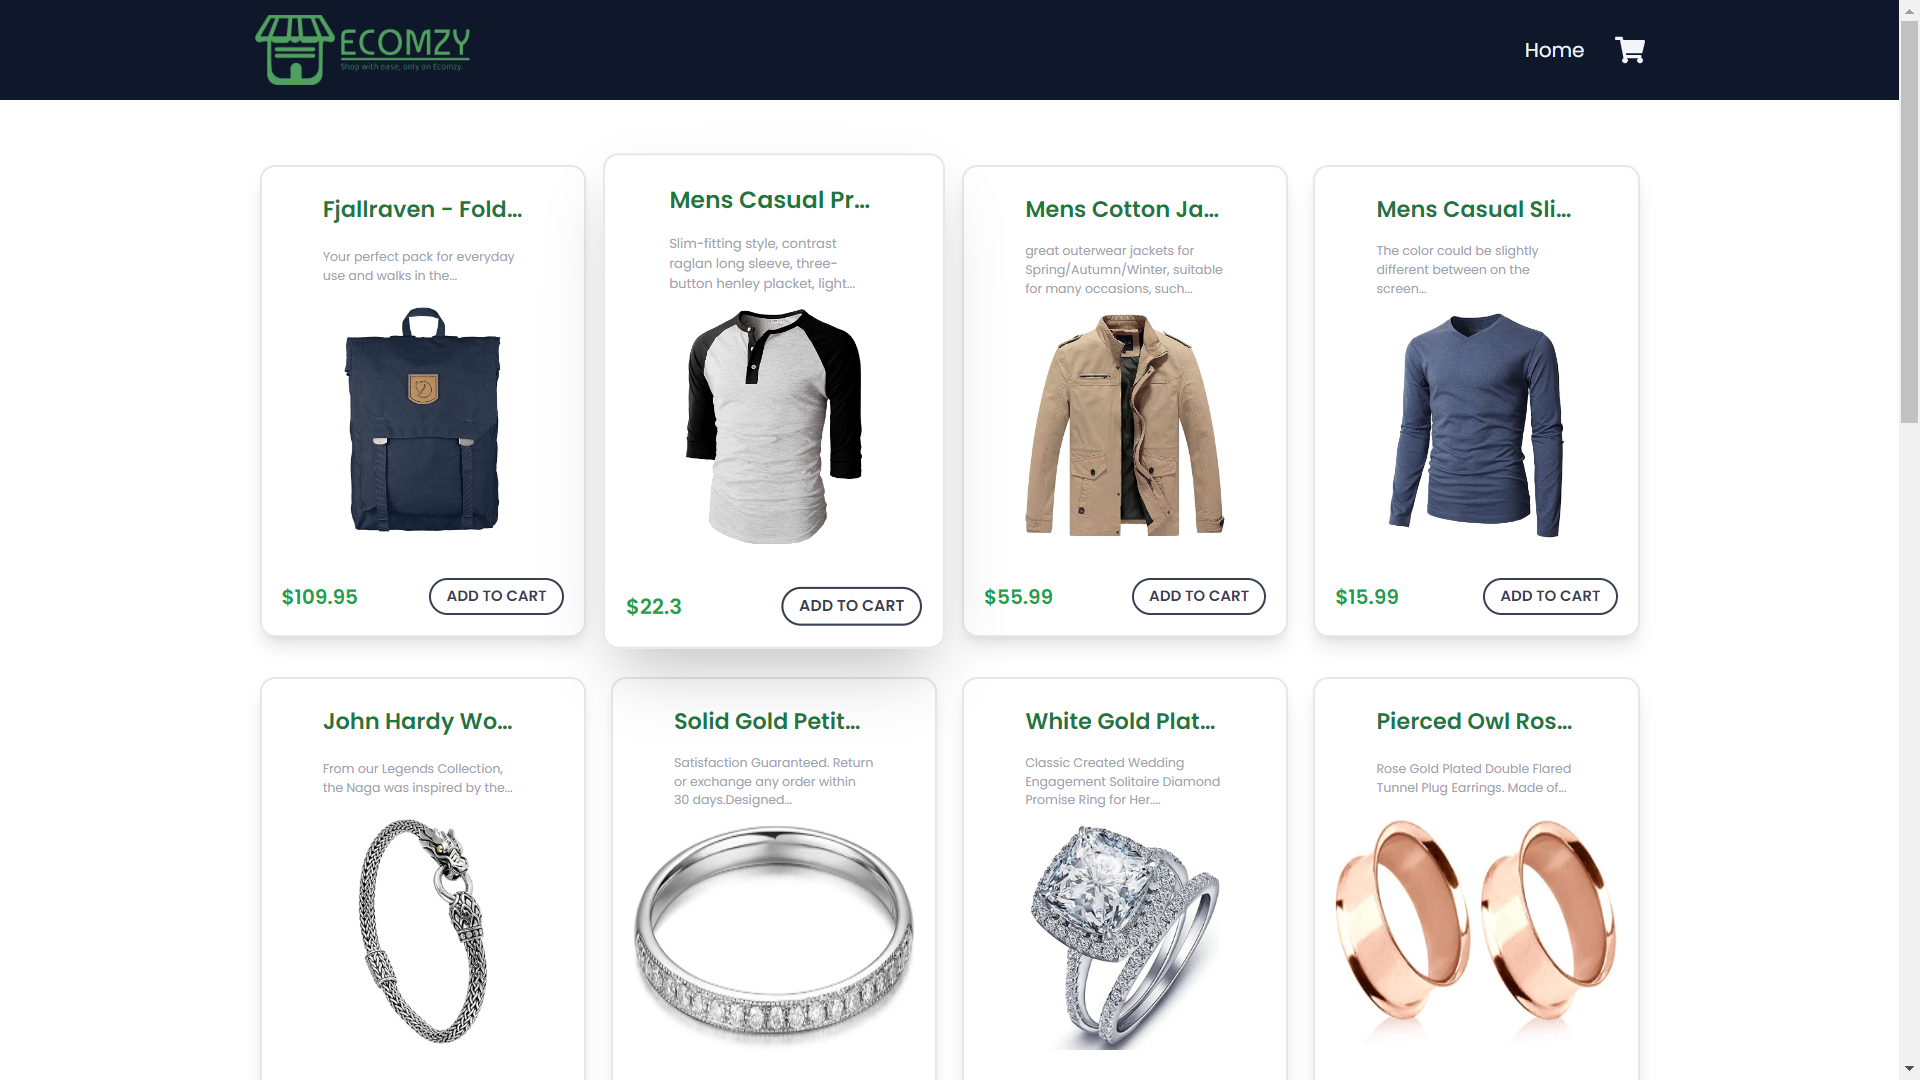 ECOMZY
Shop with ease, only on Ecomzy.
Home
Fjallraven - Fold...
Your perfect pack for everyday
use and walks in the...
$109.95
ADD TO CART
Mens Casual Pr...
Slim-fitting style, contrast
raglan long sleeve, three-
button henley placket, light...
$22.3
ADD TO CART
Mens Cotton Ja...
great outerwear jackets for
Spring/Autumn/Winter, suitable
for many occasions, such...
$55.99
ADD TO CART
Mens Casual Sli...
The color could be slightly
different between on the
screen...
$15.99
ADD TO CART
John Hardy Wo...
From our Legends Collection,
the Naga was inspired by the...
Solid Gold Petit...
Satisfaction Guaranteed. Return
or exchange any order within
30 days.Designed...
White Gold Plat...
Classic Created Wedding
Engagement Solitaire Diamond
Promise Ring for Her....
Pierced Owl Ros...
Rose Gold Plated Double Flared
Tunnel Plug Earrings. Made of...